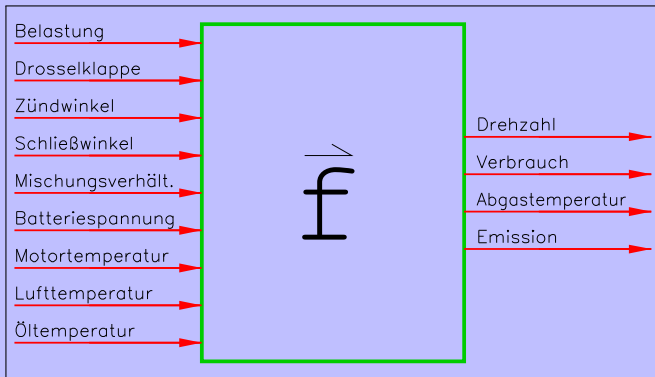 Belastung
Drosselklappe
Zündwinkel
Schließwinkel
Mischungsverhält.
Batteriespannung
Motortemperatur
Lufttemperatur
Öltemperatur
f
Drehzahl
Verbrauch
Abgastemperatur
Emission